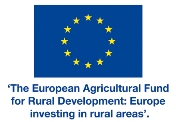 ‘The European Agricultural Fund
for Rural Development: Europe
investing in rural areas’.